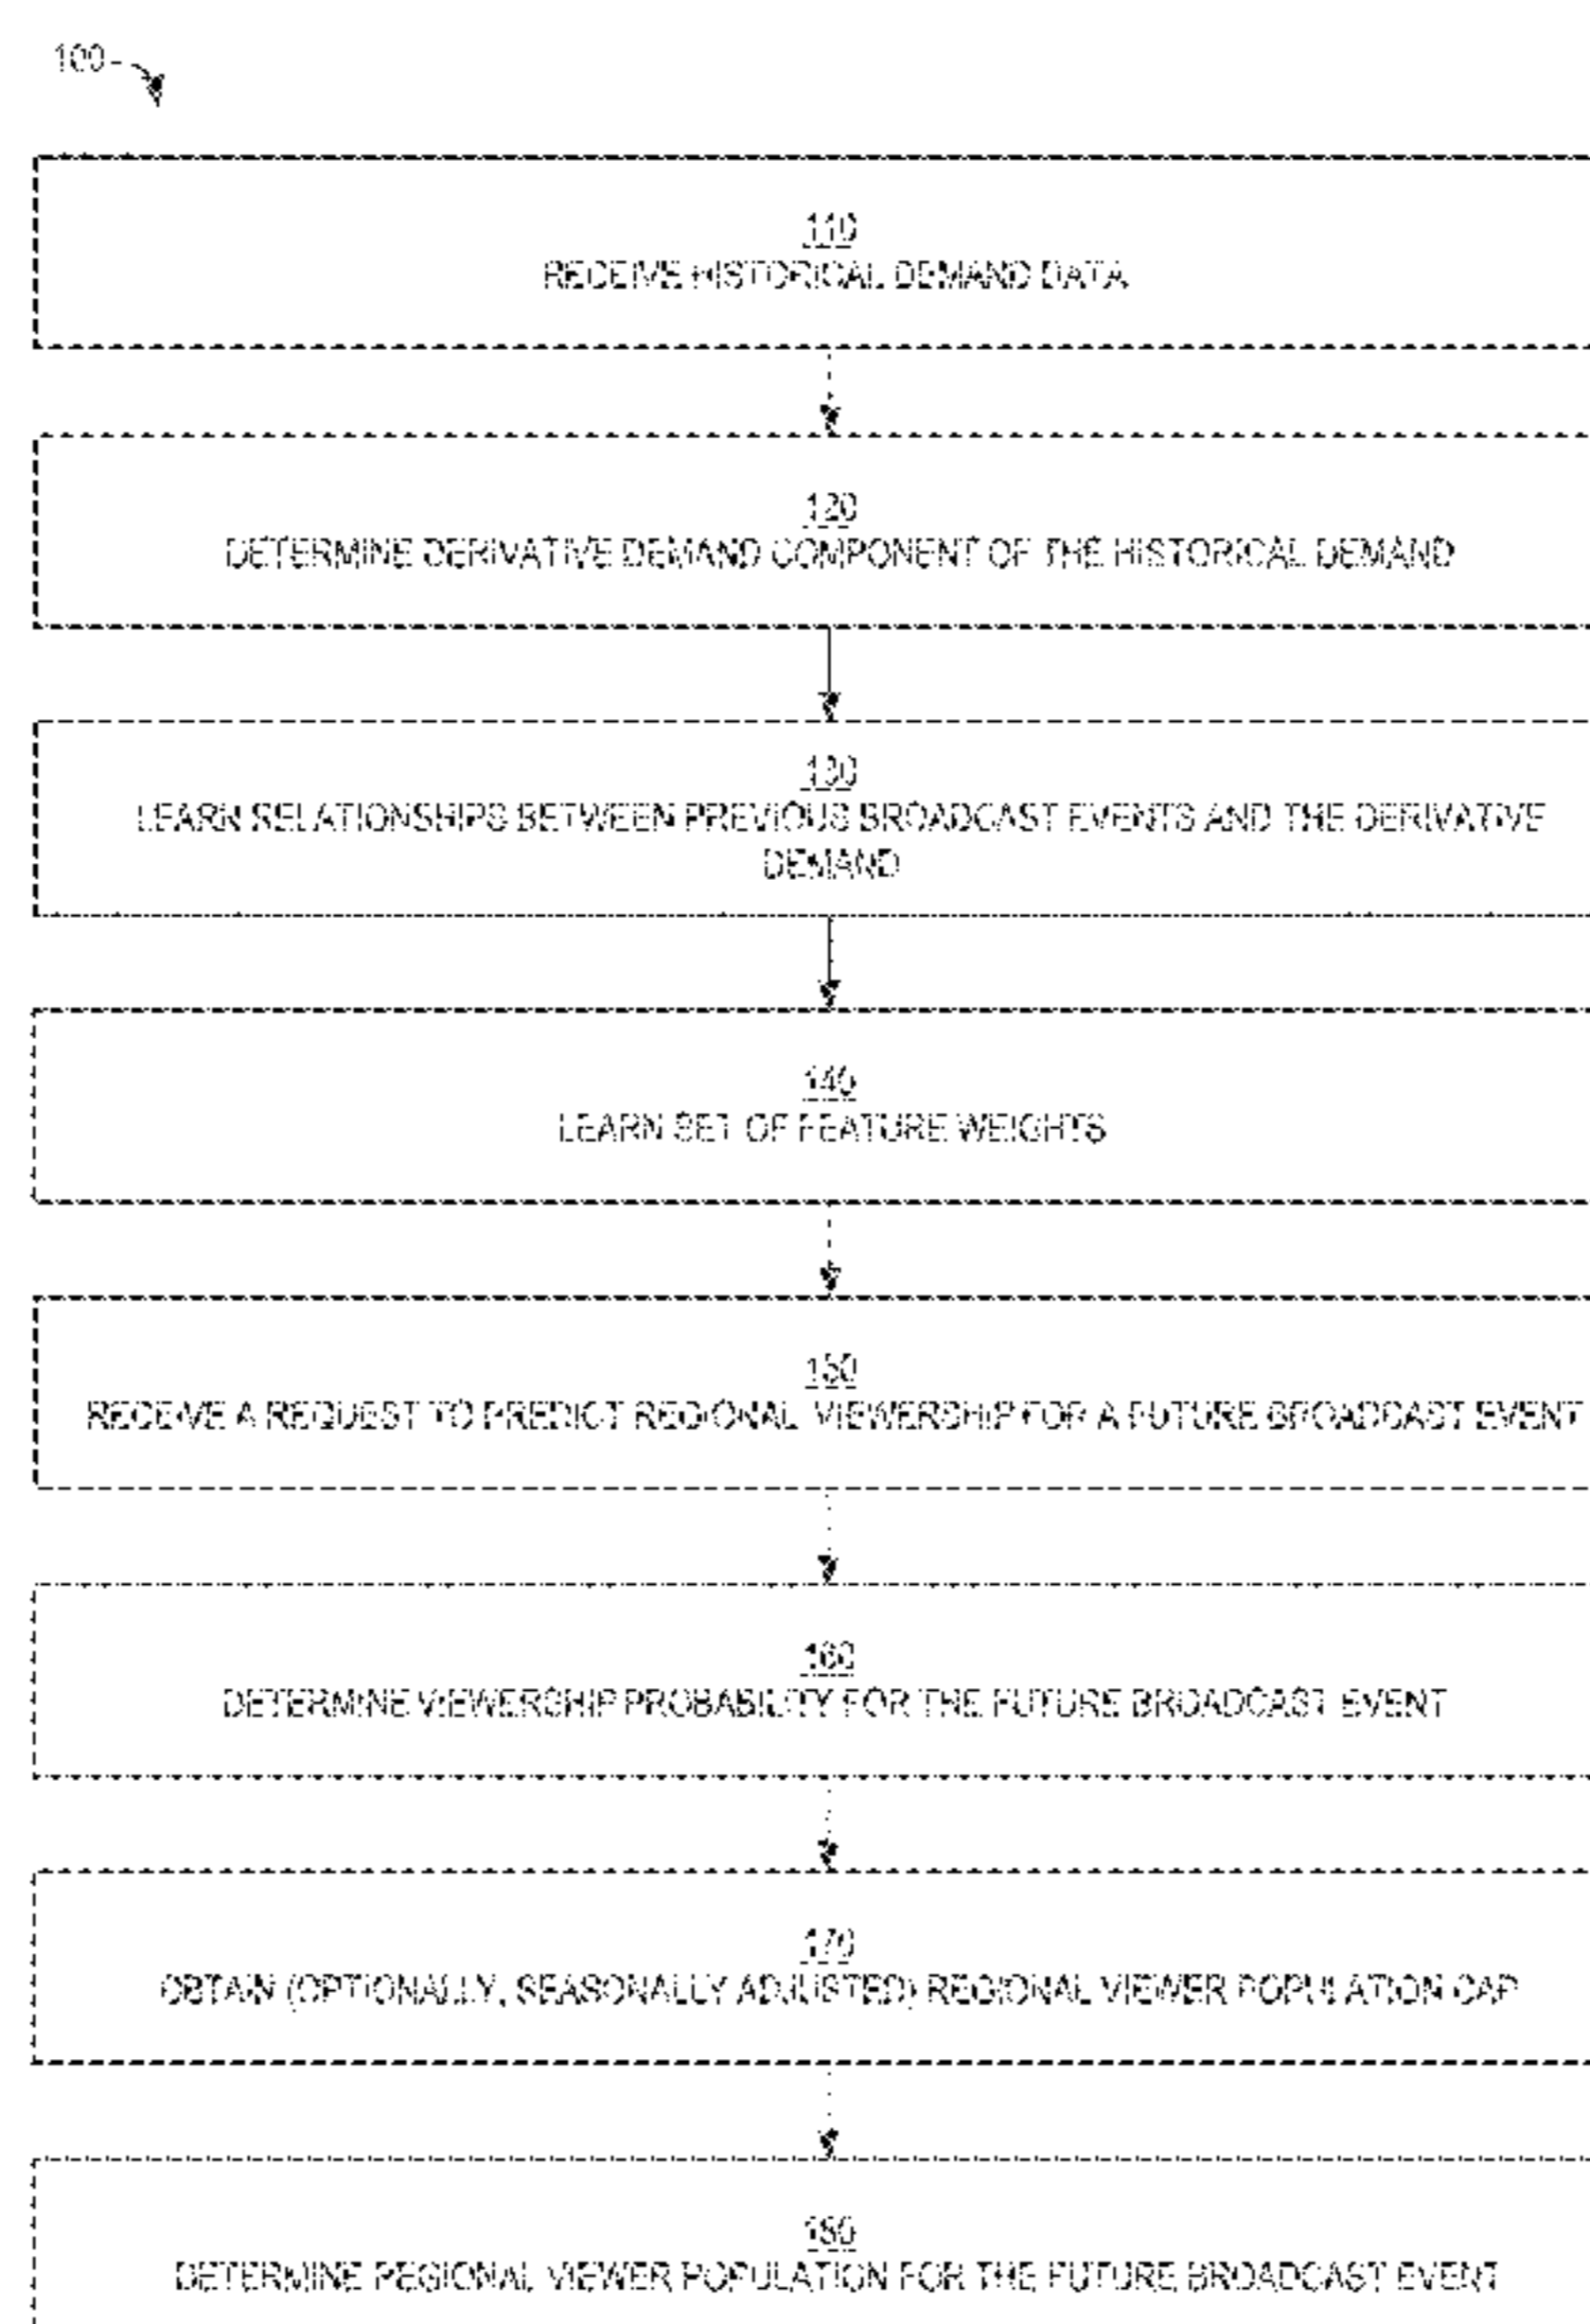 100
110
RECEIVE HISTORICAL DEMAND DATA
120
DETERMINE DERIVATIVE DEMAND COMPONENT OF THE HISTORICAL DEMAND
130
LEARN RELATIONSHIPS BETWEEN PREVIOUS BROADCAST EVENTS AND THE DERIVATIVE
DEMAND
140
LEARN SET OF FEATURE WEIGHTS
150
RECEIVE A REQUEST TO PREDICT REGIONAL VIEWERSHIP FOR A FUTURE BROADCAST EVENT
160
DETERMINE VIEWERSHIP PROBABILITY FOR THE FUTURE BROADCAST EVENT
170
OBTAIN (OPTIONALLY, SEASONALLY ADJUSTED) REGIONAL VIEWER POPULATION CAP
180
DETERMINE REGIONAL VIEWER POPULATION FOR THE FUTURE BROADCAST EVENT